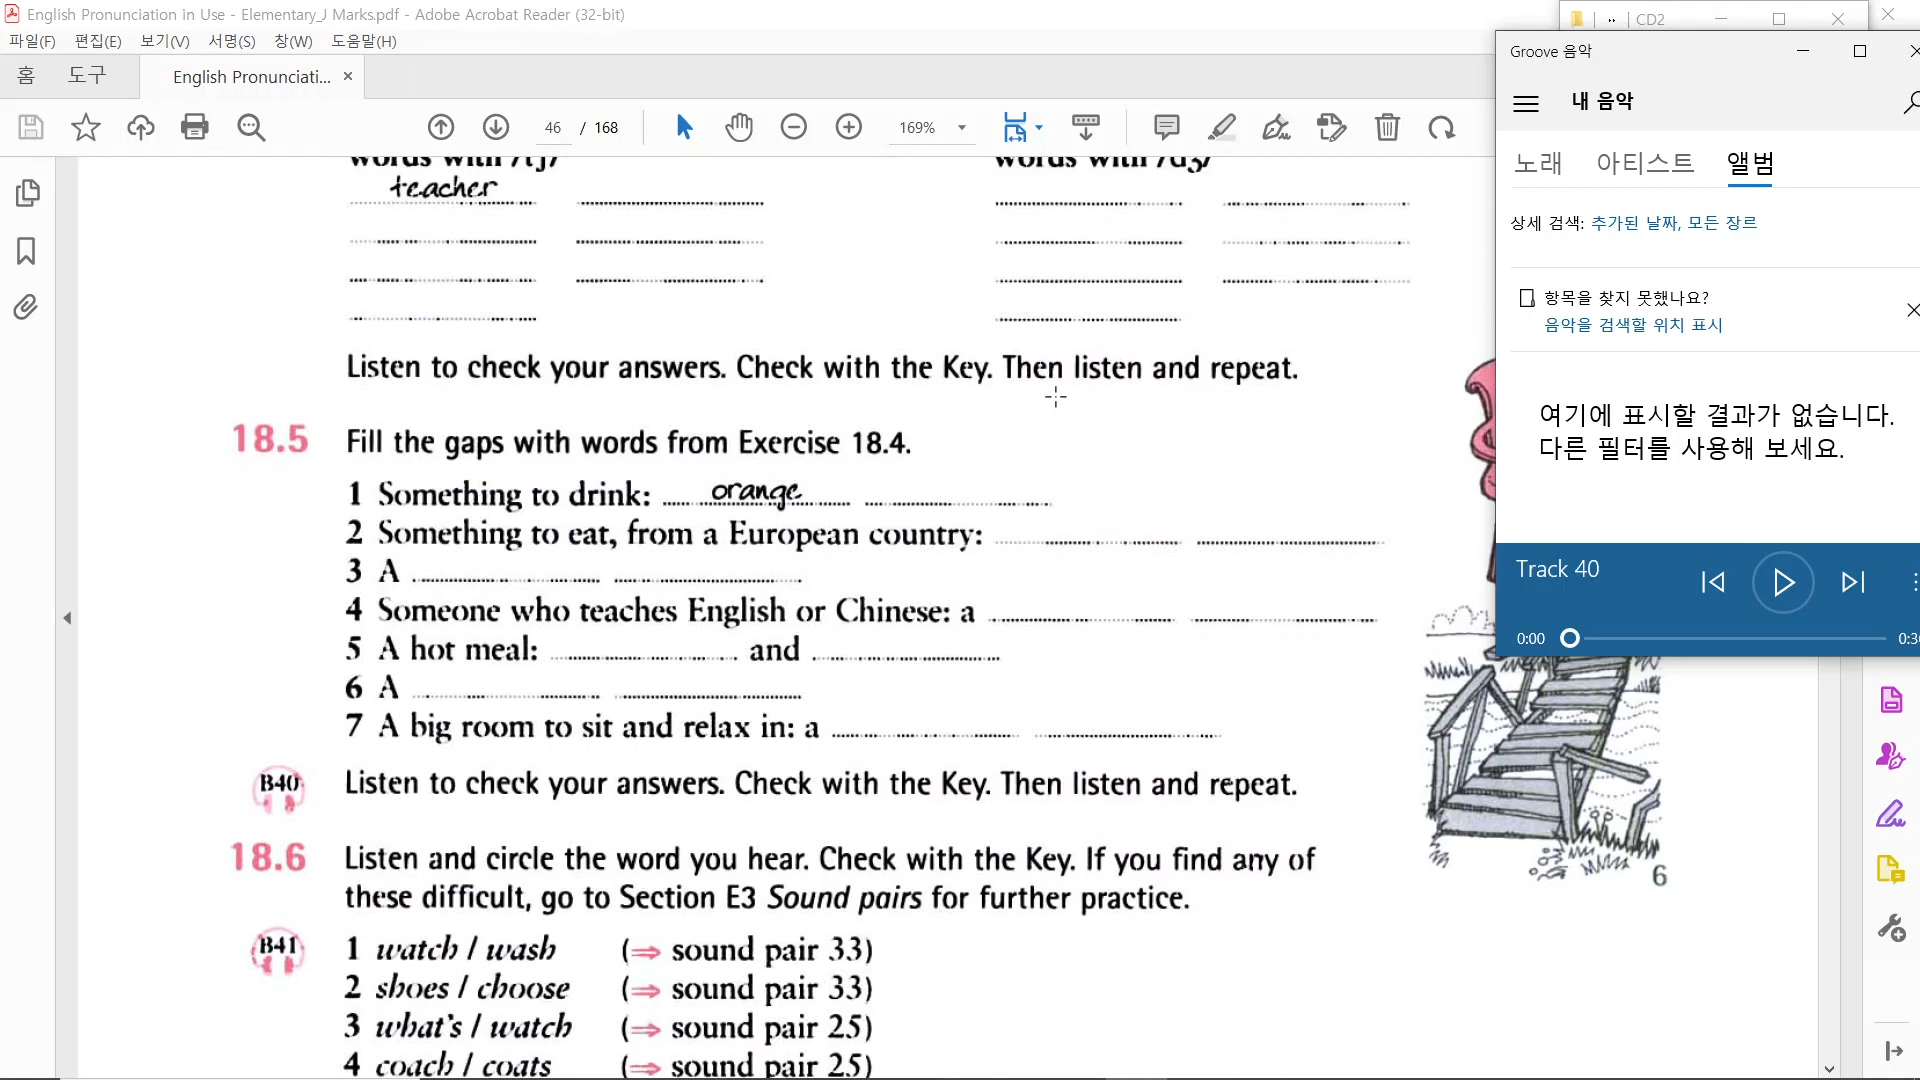 English Pronunciation in Use - Elementary_J Marks.pdf - Adobe Acrobat Reader (32-bit)
CD2
파일(F) 편집(E) 보기(V) 서명(S) 창(W) 도움말(H)
홈 도구 English Pronunciati...
46 / 168 169%
words with /tʃ/ words with /dʒ/
teacher
Listen to check your answers. Check with the Key. Then listen and repeat.
18.5 Fill the gaps with words from Exercise 18.4.
1 Something to drink: orange
2 Something to eat, from a European country:
3 A
4 Someone who teaches English or Chinese: a
5 A hot meal: and
6 A
7 A big room to sit and relax in: a
B40 Listen to check your answers. Check with the Key. Then listen and repeat.
18.6 Listen and circle the word you hear. Check with the Key. If you find any of
these difficult, go to Section E3 Sound pairs for further practice.
B41 1 watch / wash (⇒ sound pair 33)
2 shoes / choose (⇒ sound pair 33)
3 what's / watch (⇒ sound pair 25)
4 coach / coats (⇒ sound pair 25)
6
Groove 음악
내 음악
노래 아티스트 앨범
상세 검색: 추가된 날짜, 모든 장르
항목을 찾지 못했나요?
음악을 검색할 위치 표시
여기에 표시할 결과가 없습니다.
다른 필터를 사용해 보세요.
Track 40
0:00